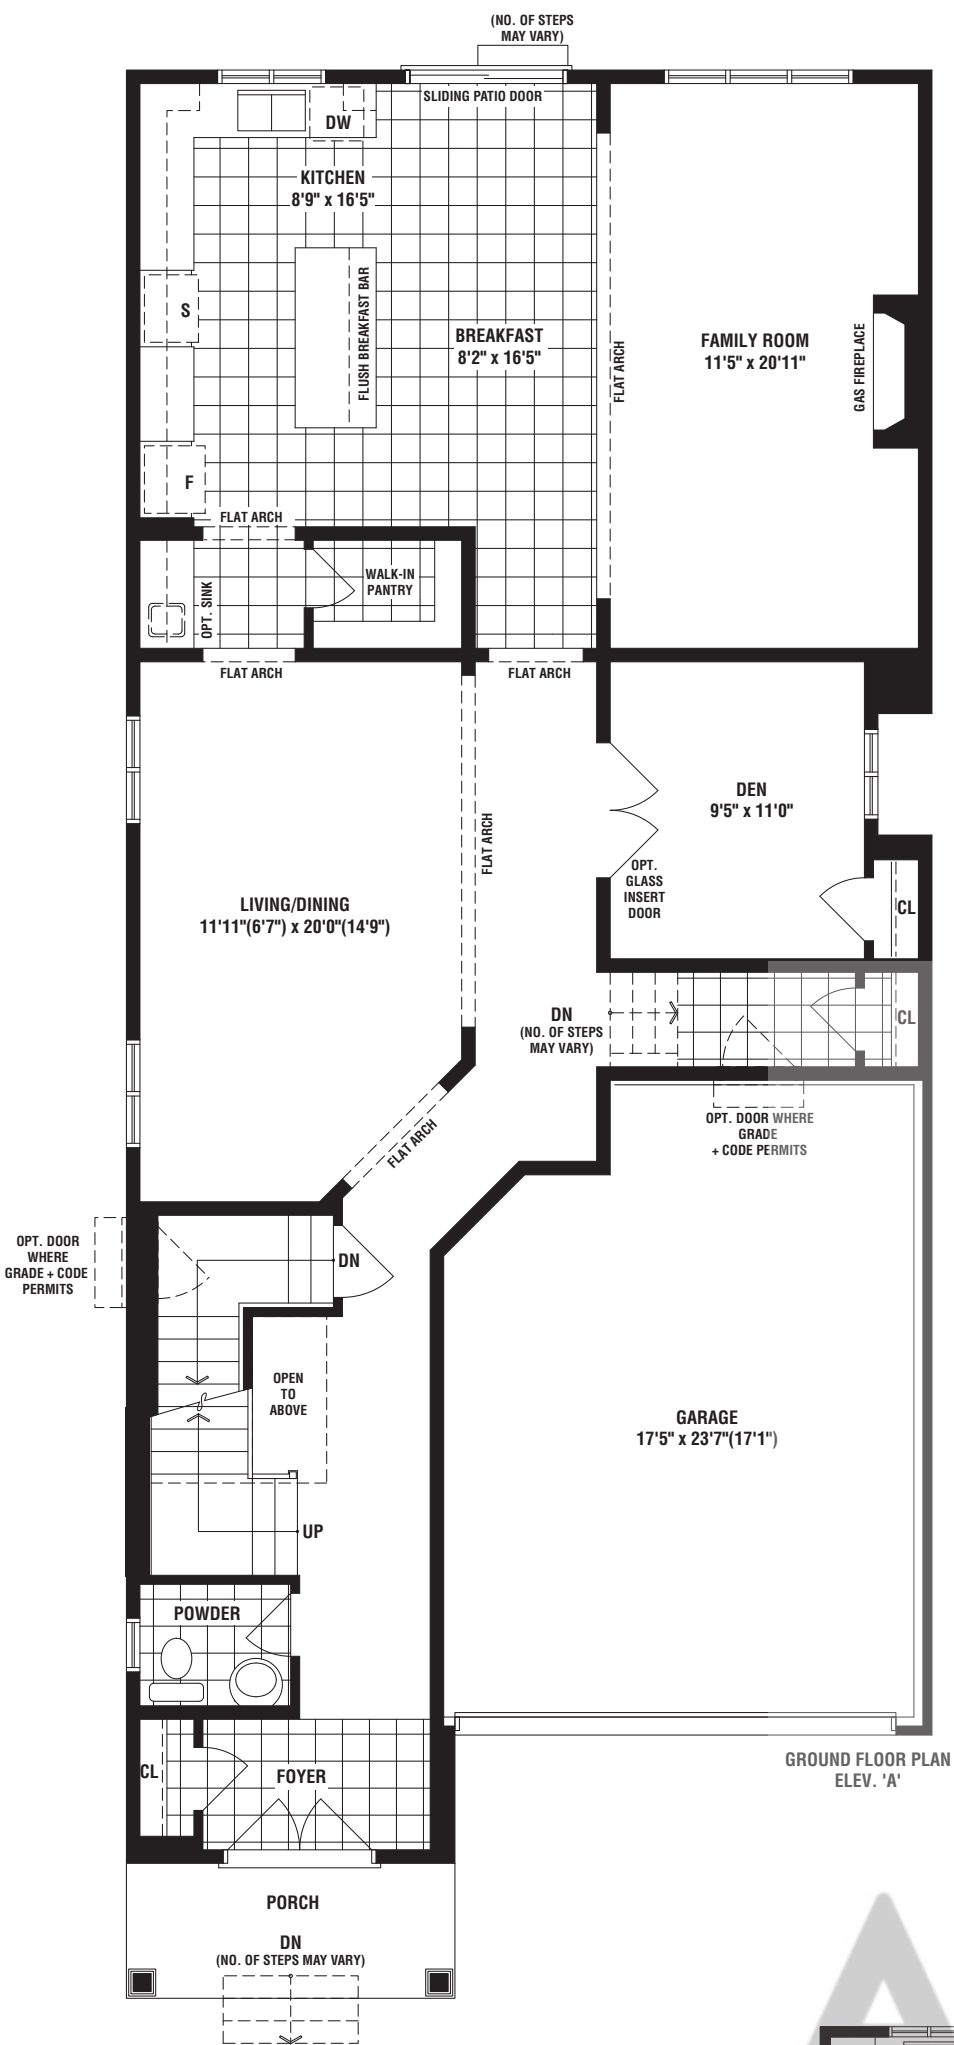 (NO. OF STEPS
MAY VARY)
SLIDING PATIO DOOR
DW
KITCHEN
8'9" x 16'5"
S
FLUSH BREAKFAST BAR
BREAKFAST
8'2" x 16'5"
FLAT ARCH
FAMILY ROOM
11'5" x 20'11"
GAS FIREPLACE
F
FLAT ARCH
OPT. SINK
WALK-IN
PANTRY
FLAT ARCH
FLAT ARCH
DEN
9'5" x 11'0"
FLAT ARCH
OPT.
GLASS
INSERT
DOOR
CL
LIVING/DINING
11'11"(6'7") x 20'0"(14'9")
DN
(NO. OF STEPS
MAY VARY)
CL
FLAT ARCH
OPT. DOOR WHERE
GRADE
+ CODE PERMITS
OPT. DOOR
WHERE
GRADE + CODE
PERMITS
DN
OPEN
TO
ABOVE
GARAGE
17'5" x 23'7"(17'1")
UP
POWDER
CL
FOYER
GROUND FLOOR PLAN
ELEV. 'A'
PORCH
DN
(NO. OF STEPS MAY VARY)
A